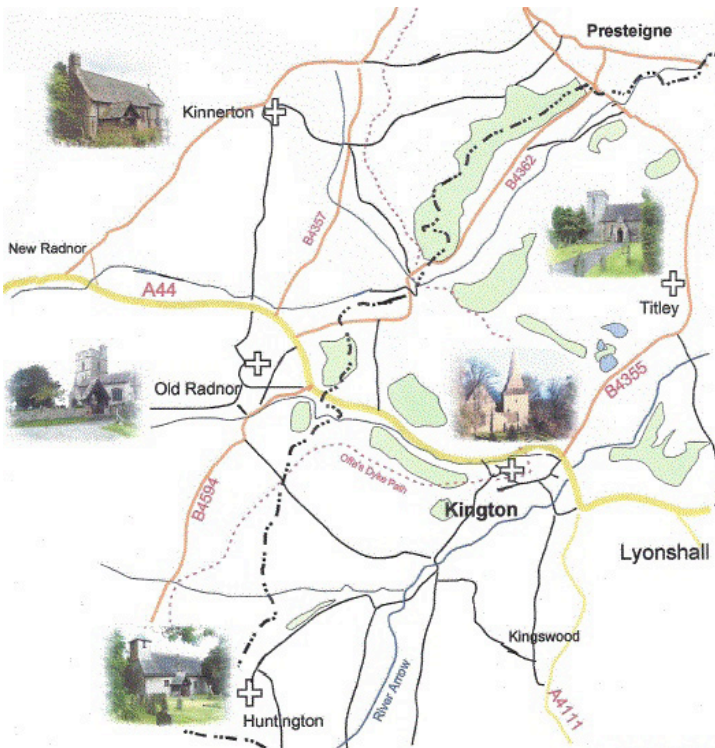 Presteigne
Kinnerton
B4362
B4357
New Radnor
A44
Titley
Old Radnor
B4355
Offa's Dyke Path
B4594
Kington
Lyonshall
Kingswood
River Arrow
A4111
Huntington